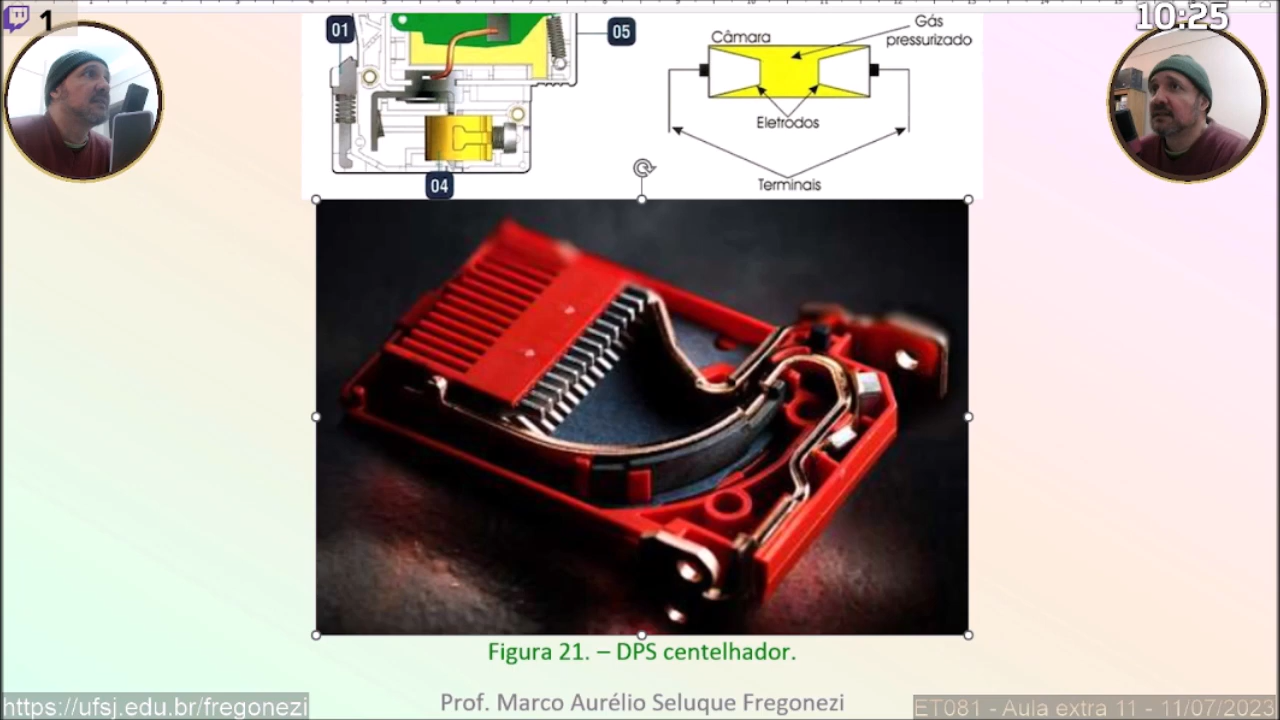 1
10:25
01
05
04
Câmara
Gás
pressurizado
Eletrodos
Terminais
Figura 21. – DPS centelhador.
Prof. Marco Aurélio Seluque Fregonezi
https://ufsj.edu.br/fregonezi
ET081 - Aula extra 11 - 11/07/2023